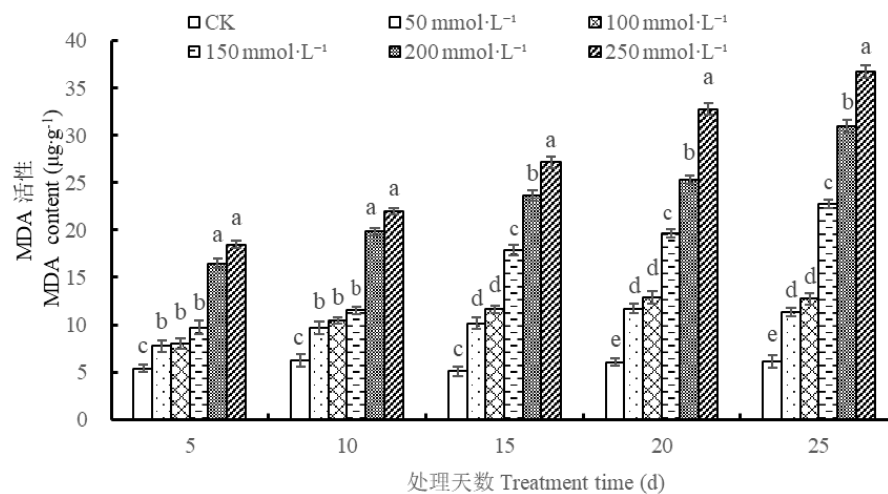 CK 50 mmol·L⁻¹ 100 mmol·L⁻¹
150 mmol·L⁻¹ 200 mmol·L⁻¹ 250 mmol·L⁻¹
MDA 活性
MDA content (μg·g⁻¹)
40
35
30
25
20
15
10
5
0
c b b b a a
c b b b a a
c d d c b a
e d d c b a
e d d c b a
5 10 15 20 25
处理天数 Treatment time (d)